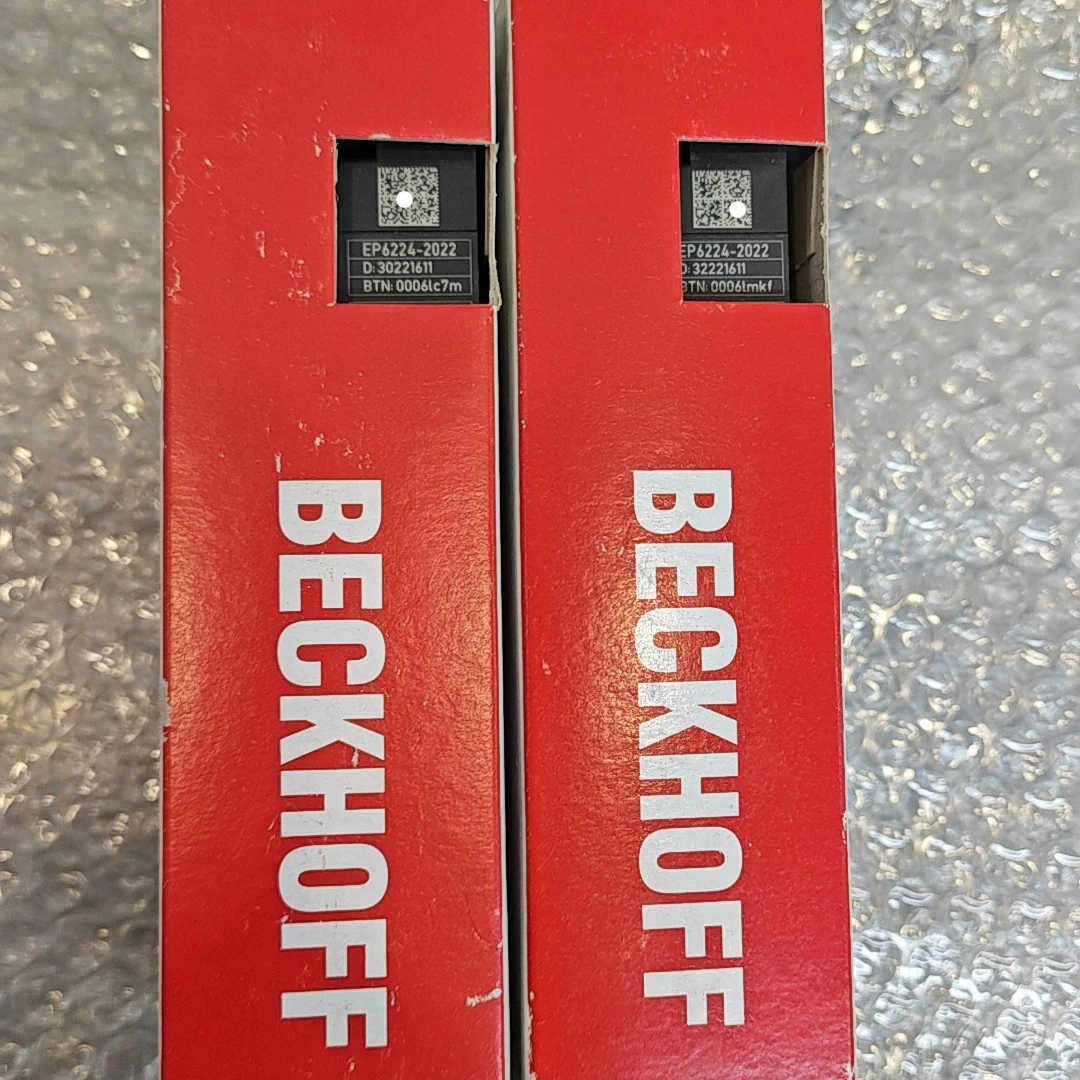 EP6224-2022
D: 30221611
BTN: 0006lc7m
BECKHOFF
EP6224-2022
D: 32221611
BTN: 0006lmkf
BECKHOFF